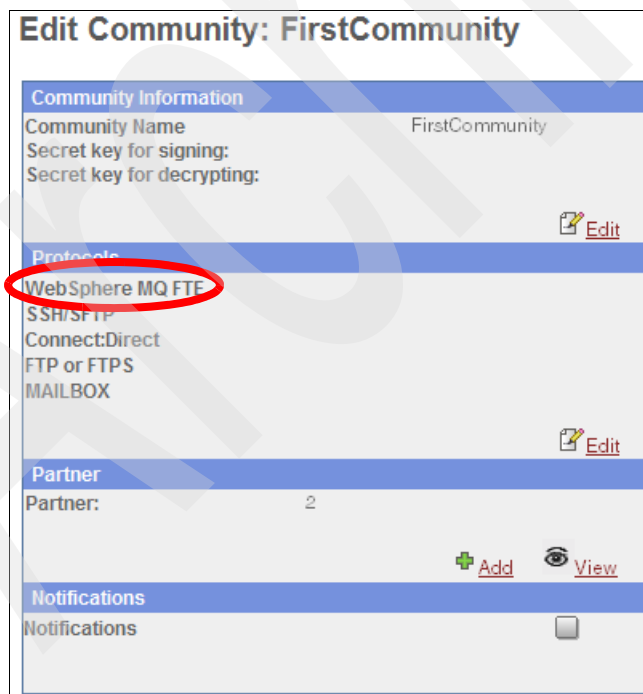 Edit Community: FirstCommunity
Community Information
Community Name FirstCommunity
Secret key for signing:
Secret key for decrypting:
Edit
Protocols
WebSphere MQ FTE
SSH/SFTP
Connect:Direct
FTP or FTPS
MAILBOX
Edit
Partner
Partner: 2
Add View
Notifications
Notifications